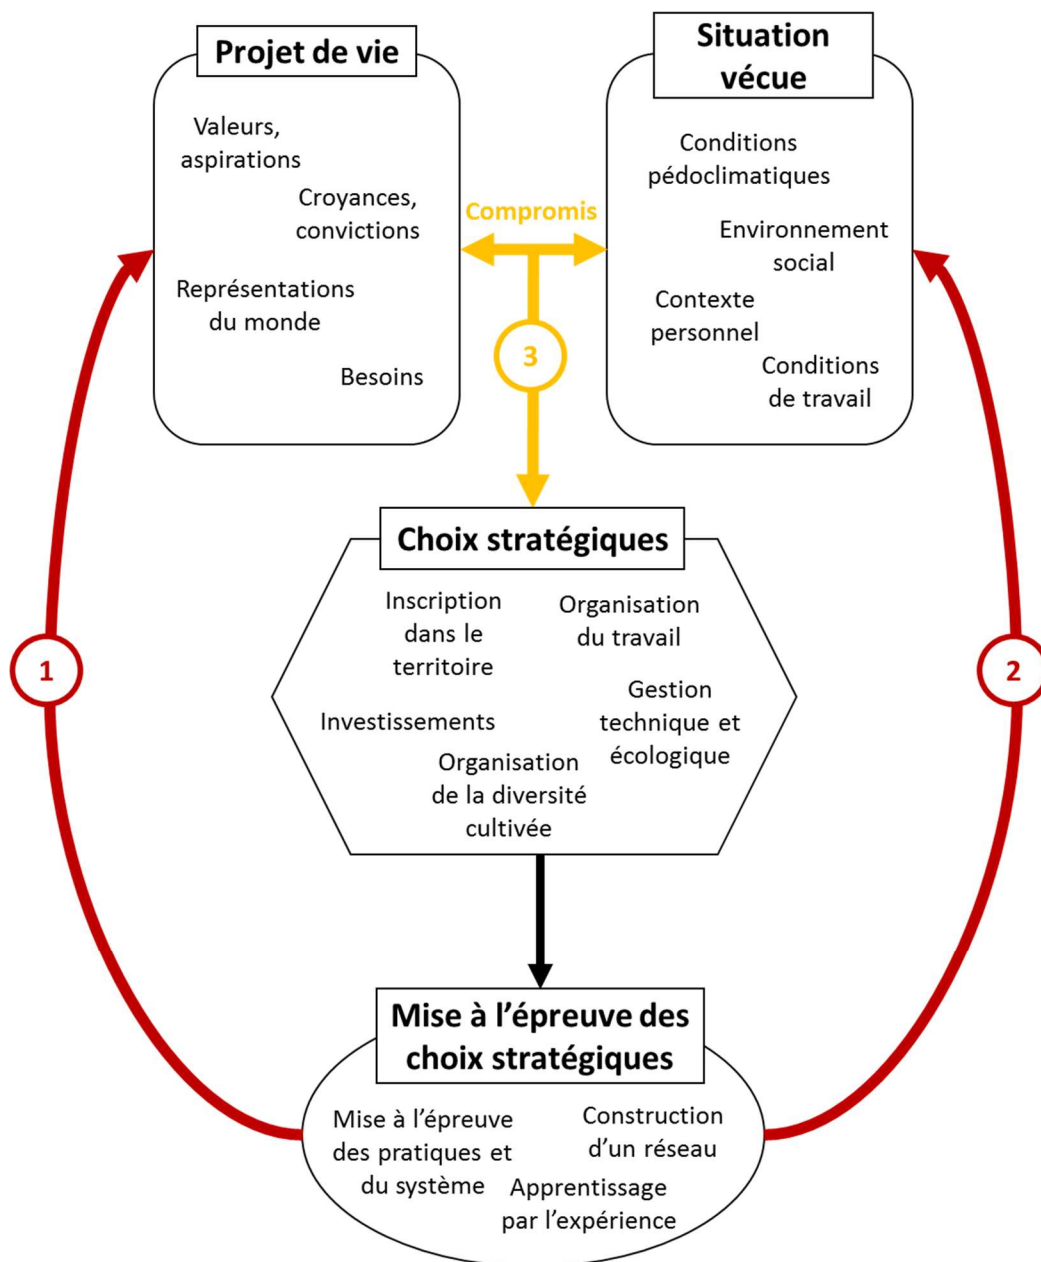 Projet de vie
Valeurs,
aspirations
Croyances,
convictions
Représentations
du monde
Besoins
Compromis
3
Situation
vécue
Conditions
pédoclimatiques
Environnement
social
Contexte
personnel
Conditions
de travail
Choix stratégiques
Inscription
dans le
territoire
Organisation
du travail
Investissements
Gestion
technique et
écologique
Organisation
de la diversité
cultivée
1
2
Mise à l’épreuve des
choix stratégiques
Mise à l’épreuve
des pratiques et
du système
Construction
d’un réseau
Apprentissage
par l’expérience